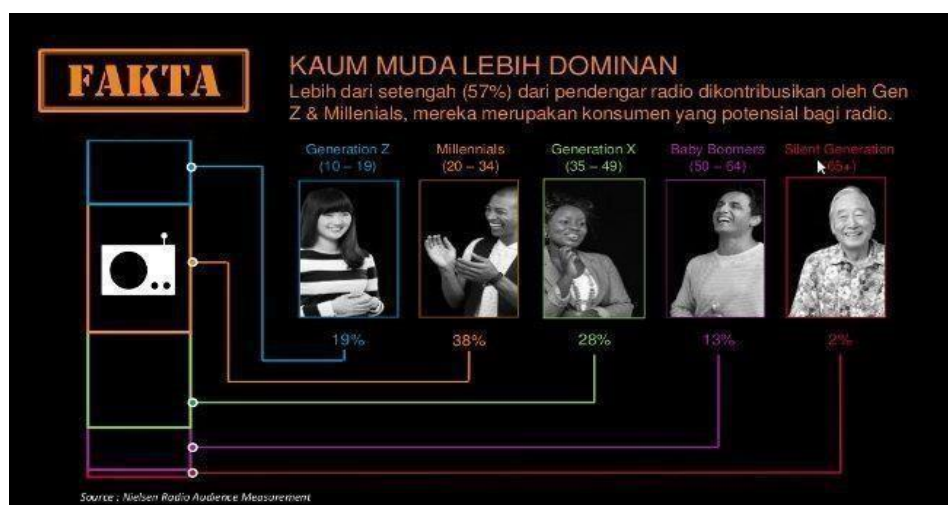 FAKTA
KAUM MUDA LEBIH DOMINAN
Lebih dari setengah (57%) dari pendengar radio dikontribusikan oleh Gen
Z & Millenials, mereka merupakan konsumen yang potensial bagi radio.
Generation Z
(10 – 19)
Millennials
(20 – 34)
Generation X
(35 – 49)
Baby Boomers
(50 – 64)
Silent Generation
65+)
19%
38%
28%
13%
2%
Source : Nielsen Radio Audience Measurement